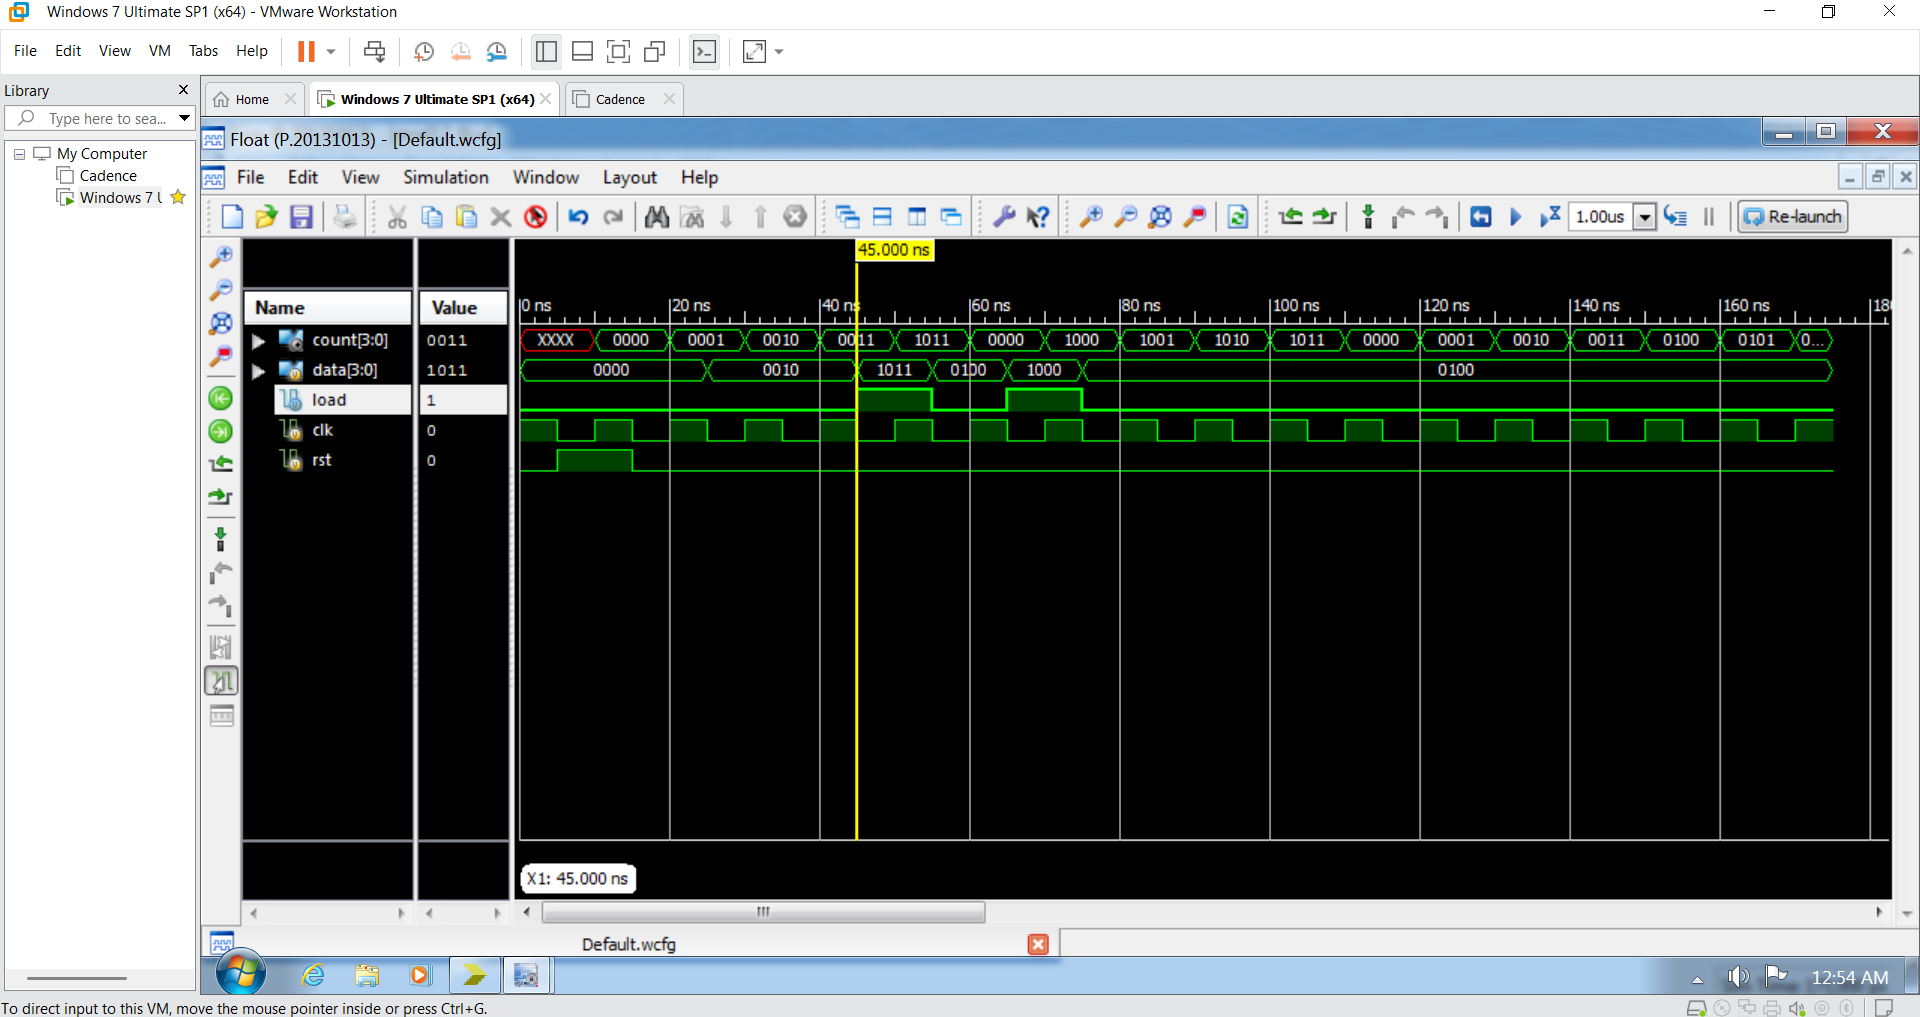 Windows 7 Ultimate SP1 (x64) - VMware Workstation
File Edit View VM Tabs Help
Library
Type here to sea...
My Computer
Cadence
Windows 7 U
Home
Windows 7 Ultimate SP1 (x64)
Cadence
Float (P.20131013) - [Default.wcfg]
File Edit View Simulation Window Layout Help
1.00us
Re-launch
45.000 ns
Name Value
0 ns 20 ns 40 ns 60 ns 80 ns 100 ns 120 ns 140 ns 160 ns 180
count[3:0] 0011 XXXX 0000 0001 0010 0011 1011 0000 1000 1001 1010 1011 0000 0001 0010 0011 0100 0101 0...
data[3:0] 1011 0000 0010 1011 0100 1000 0100
load 1
clk 0
rst 0
X1: 45.000 ns
Default.wcfg
12:54 AM
To direct input to this VM, move the mouse pointer inside or press Ctrl+G.